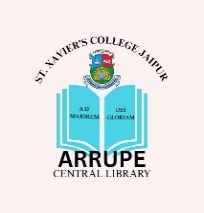 ST. XAVIER'S COLLEGE JAIPUR
A.D
MAJOREM
DEI
GLORIAM
ARRUPE
CENTRAL LIBRARY